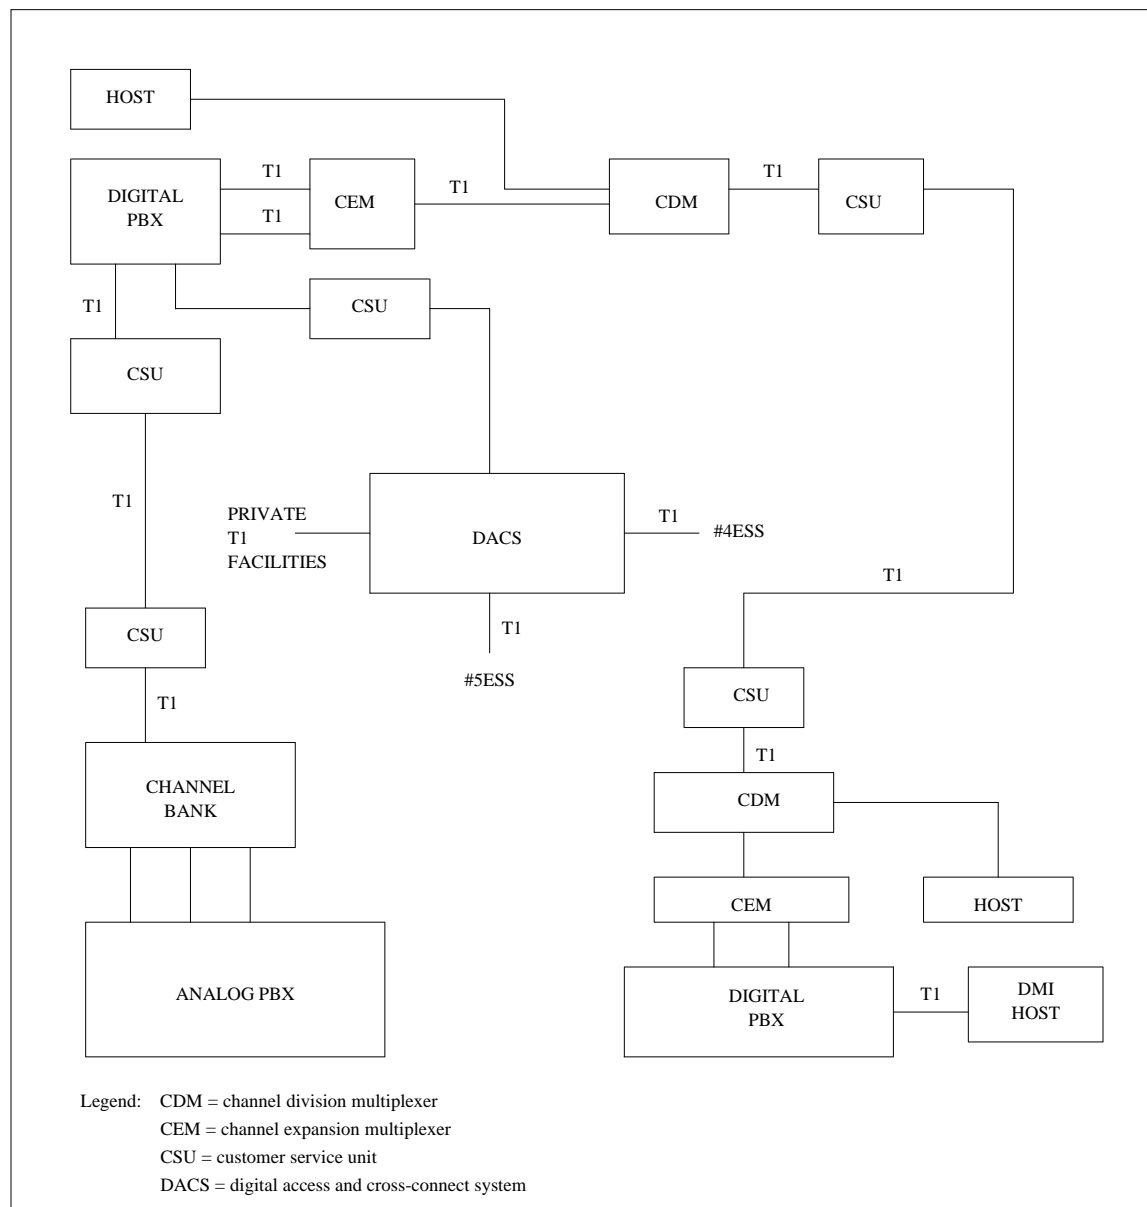 HOST
DIGITAL
PBX
T1
T1
CEM
T1
CDM
T1
CSU
T1
CSU
CSU
T1
PRIVATE
T1
FACILITIES
DACS
T1
#4ESS
T1
T1
#5ESS
CSU
T1
CSU
T1
CHANNEL
BANK
CDM
CEM
HOST
ANALOG PBX
DIGITAL
PBX
T1
DMI
HOST
Legend: CDM = channel division multiplexer
CEM = channel expansion multiplexer
CSU = customer service unit
DACS = digital access and cross-connect system